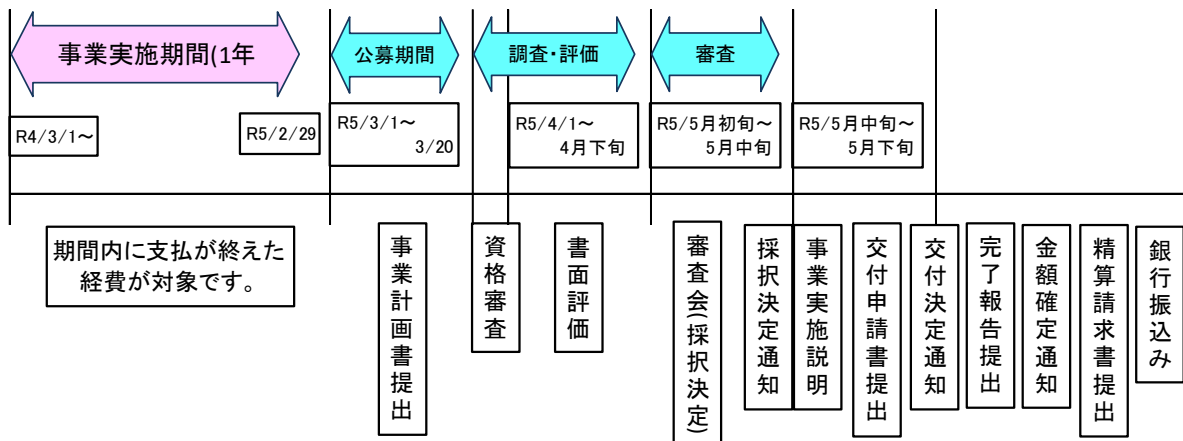 事業実施期間(1年
公募期間
調査・評価
審査
R4/3/1～
R5/2/29
R5/3/1～
3/20
R5/4/1～
4月下旬
R5/5月初旬～
5月中旬
R5/5月中旬～
5月下旬
期間内に支払が終えた
経費が対象です。
事業計画書提出
資格審査
書面評価
審査会(採択決定)
採択決定通知
事業実施説明
交付申請書提出
交付決定通知
完了報告提出
金額確定通知
精算請求書提出
銀行振込み